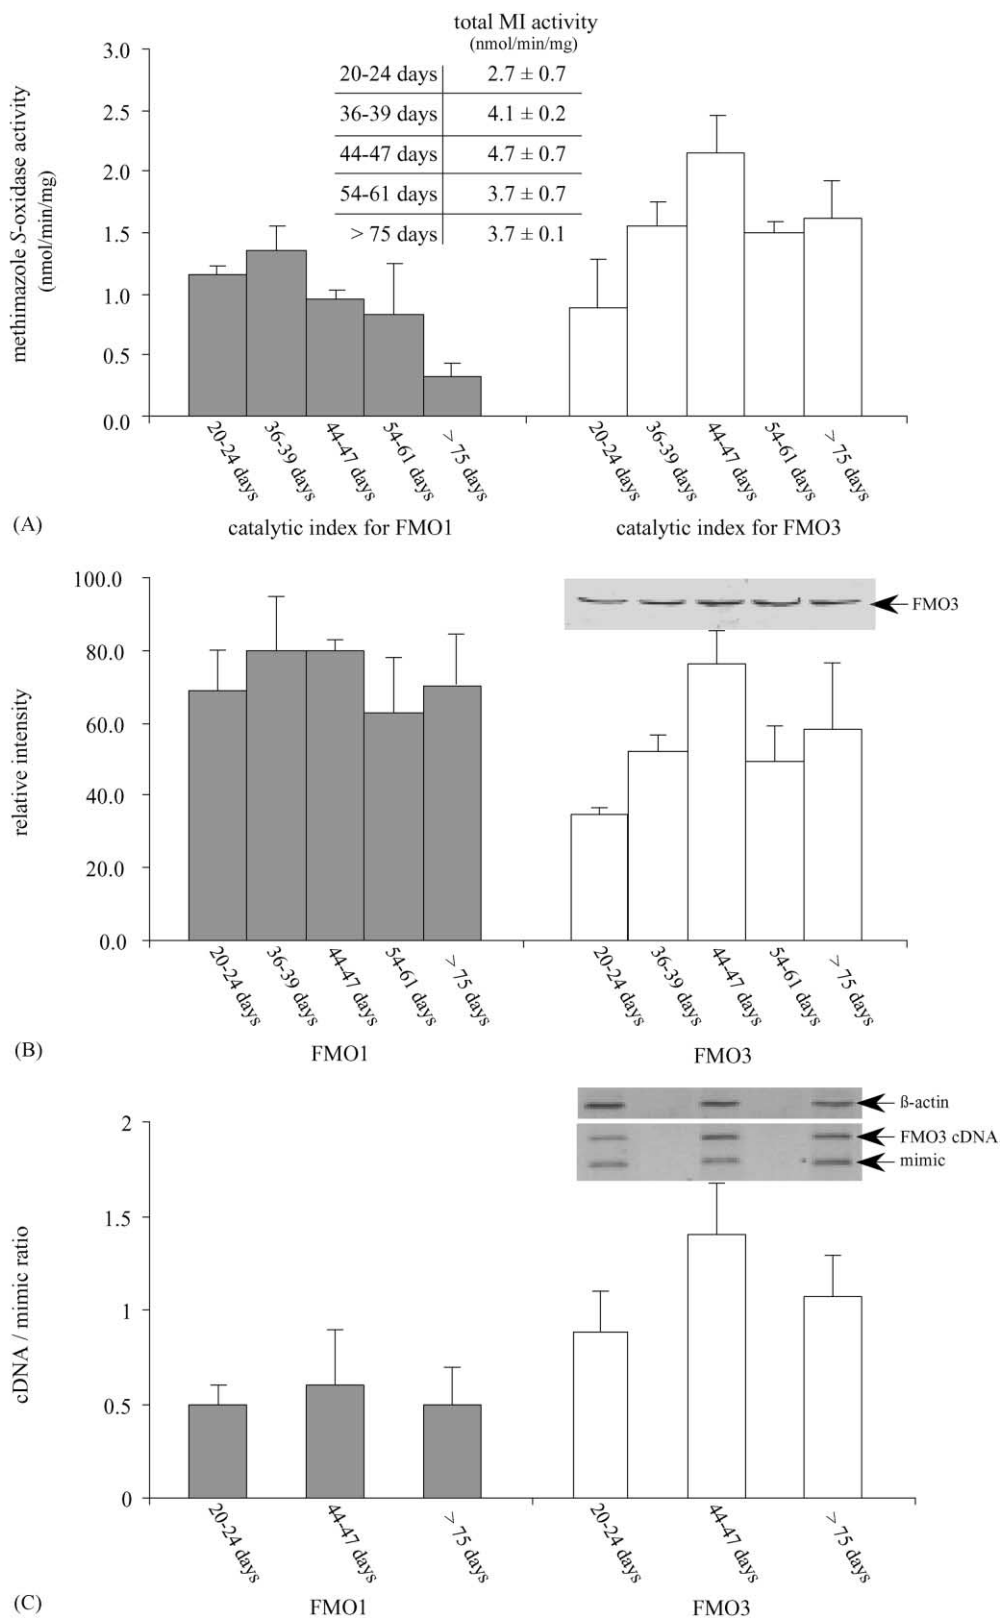 total MI activity
(nmol/min/mg)
20-24 days 2.7 ± 0.7
36-39 days 4.1 ± 0.2
44-47 days 4.7 ± 0.7
54-61 days 3.7 ± 0.7
> 75 days 3.7 ± 0.1
methimazole S-oxidase activity
(nmol/min/mg)
3.0
2.5
2.0
1.5
1.0
0.5
0.0
20-24 days
36-39 days
44-47 days
54-61 days
> 75 days
20-24 days
36-39 days
44-47 days
54-61 days
> 75 days
(A)
catalytic index for FMO1
catalytic index for FMO3
relative intensity
100.0
80.0
60.0
40.0
20.0
0.0
FMO3
20-24 days
36-39 days
44-47 days
54-61 days
> 75 days
20-24 days
36-39 days
44-47 days
54-61 days
> 75 days
(B)
FMO1
FMO3
cDNA / mimic ratio
2
1.5
1
0.5
0
ß-actin
FMO3 cDNA
mimic
20-24 days
44-47 days
> 75 days
20-24 days
44-47 days
> 75 days
(C)
FMO1
FMO3